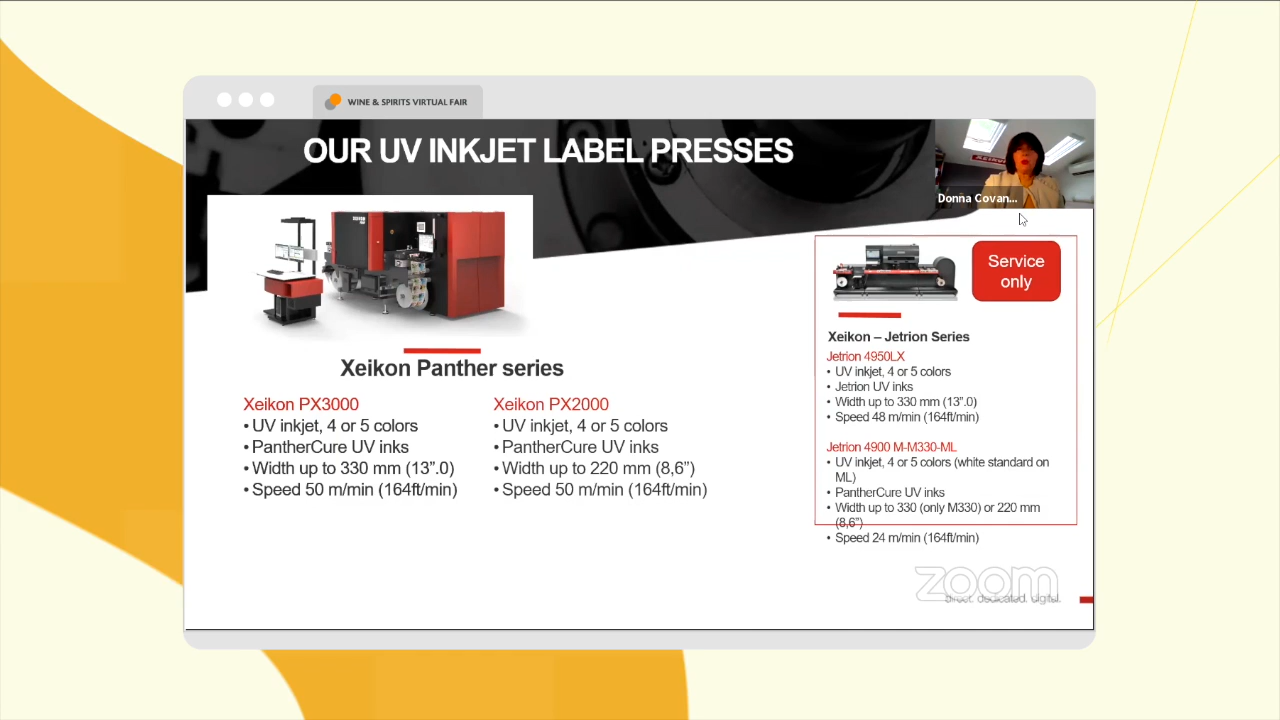 WINE & SPIRITS VIRTUAL FAIR
OUR UV INKJET LABEL PRESSES
Donna Covan...
Service
only
Xeikon Panther series
Xeikon PX3000
• UV inkjet, 4 or 5 colors
• PantherCure UV inks
• Width up to 330 mm (13”.0)
• Speed 50 m/min (164ft/min)
Xeikon PX2000
• UV inkjet, 4 or 5 colors
• PantherCure UV inks
• Width up to 220 mm (8,6”)
• Speed 50 m/min (164ft/min)
Xeikon – Jetrion Series
Jetrion 4950LX
• UV inkjet, 4 or 5 colors
• Jetrion UV inks
• Width up to 330 mm (13”.0)
• Speed 48 m/min (164ft/min)
Jetrion 4900 M-M330-ML
• UV inkjet, 4 or 5 colors (white standard on
ML)
• PantherCure UV inks
• Width up to 330 (only M330) or 220 mm
(8,6”)
• Speed 24 m/min (164ft/min)
zoom
direct. dedicated. digital.